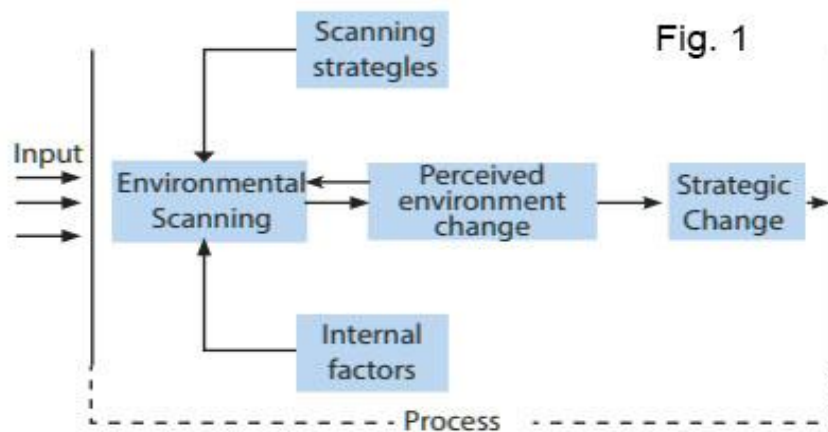 Scanning
strategles
Fig. 1
Input
Environmental
Scanning
Perceived
environment
change
Strategic
Change
Internal
factors
Process